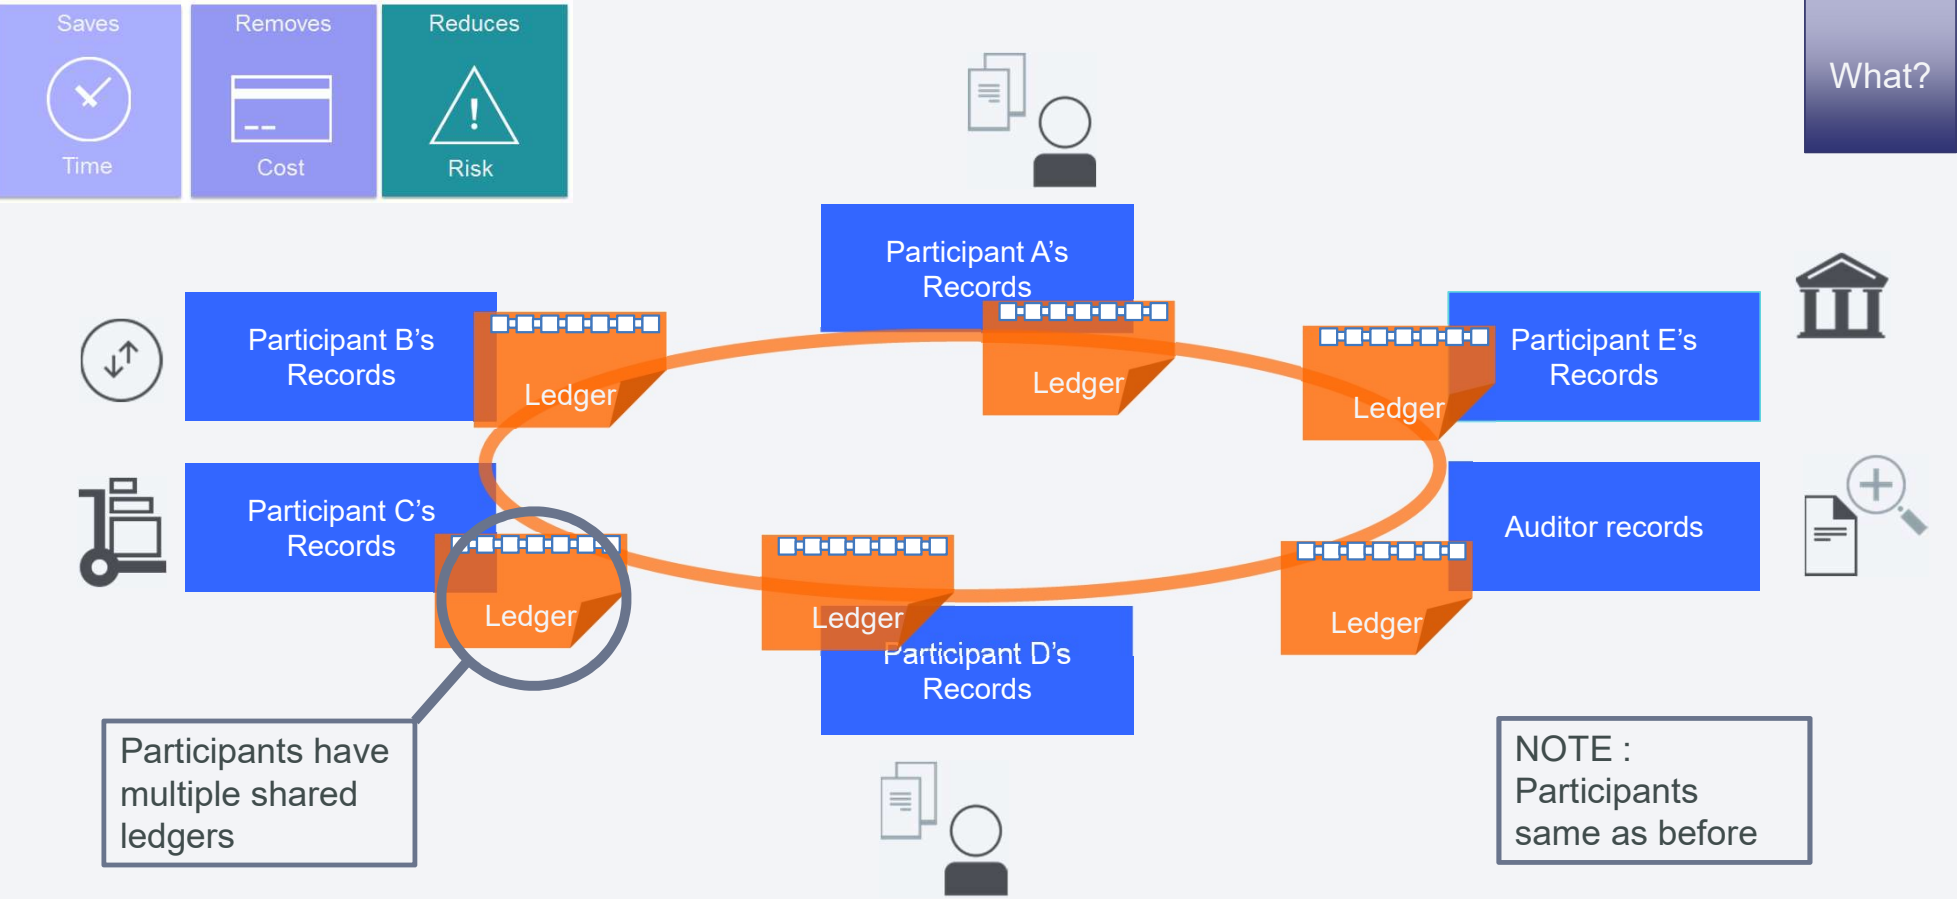 Saves
Time
Removes
Cost
Reduces
Risk
What?
Participant A’s
Records
Ledger
Participant B’s
Records
Ledger
Ledger
Participant E’s
Records
Participant C’s
Records
Ledger
Ledger
Participant D’s
Records
Ledger
Auditor records
Participants have
multiple shared
ledgers
NOTE :
Participants
same as before